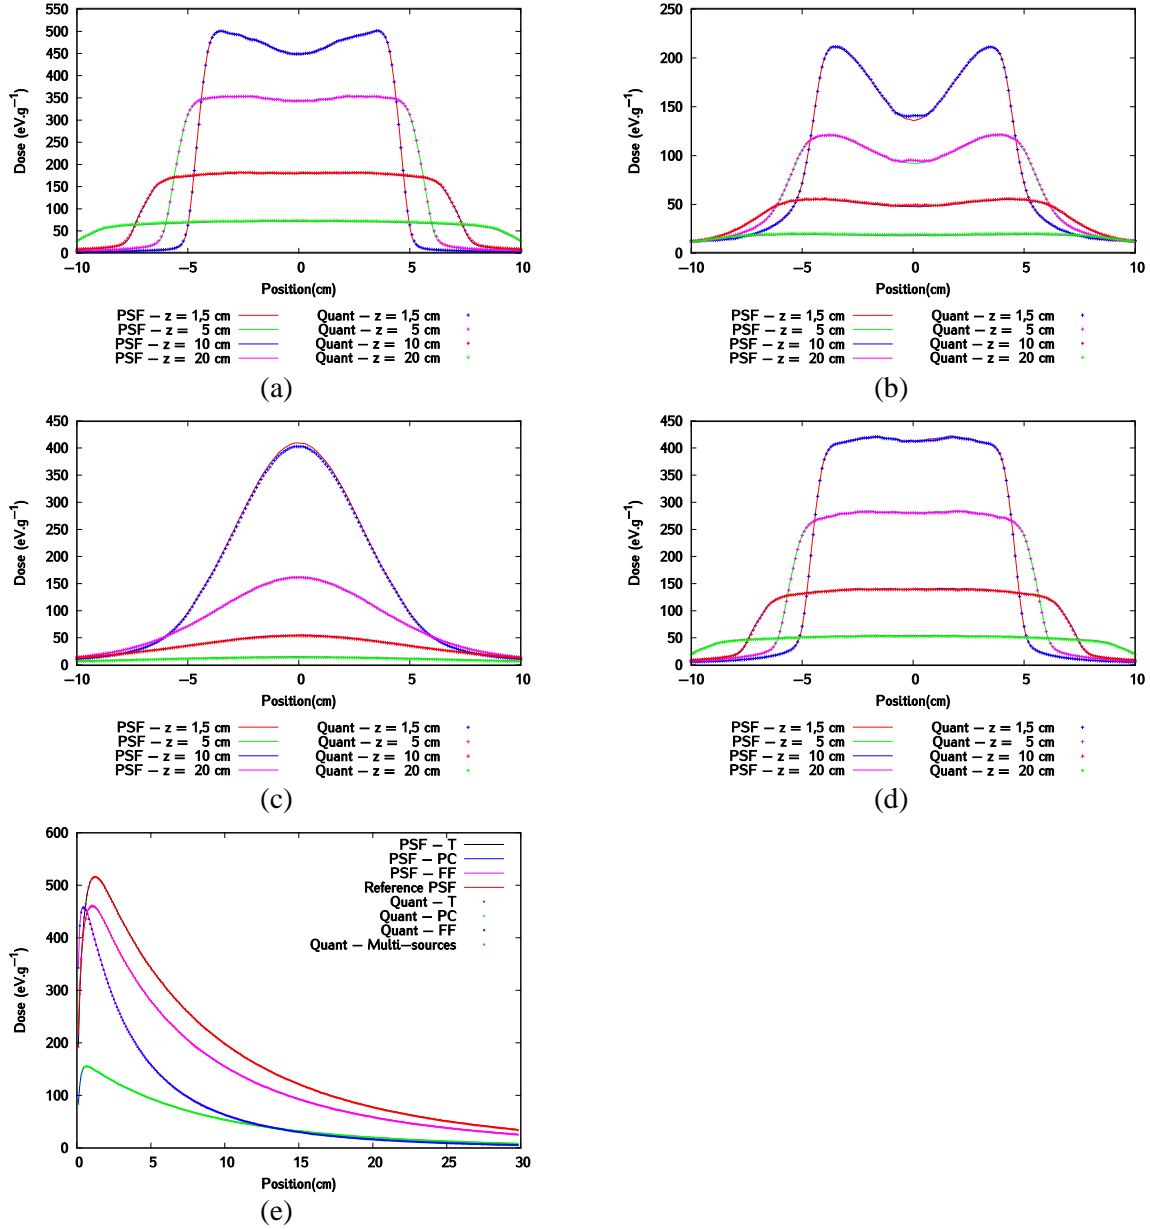 550
500
450
400
350
300
250
200
150
100
50
0
Dose (eV.g−1)
−10 −5 0 5 10
Position(cm)
PSF − z = 1,5 cm Quant − z = 1,5 cm
PSF − z = 5 cm Quant − z = 5 cm
PSF − z = 10 cm Quant − z = 10 cm
PSF − z = 20 cm Quant − z = 20 cm
(a)
250
200
150
100
50
0
Dose (eV.g−1)
−10 −5 0 5 10
Position(cm)
PSF − z = 1,5 cm Quant − z = 1,5 cm
PSF − z = 5 cm Quant − z = 5 cm
PSF − z = 10 cm Quant − z = 10 cm
PSF − z = 20 cm Quant − z = 20 cm
(b)
450
400
350
300
250
200
150
100
50
0
Dose (eV.g−1)
−10 −5 0 5 10
Position(cm)
PSF − z = 1,5 cm Quant − z = 1,5 cm
PSF − z = 5 cm Quant − z = 5 cm
PSF − z = 10 cm Quant − z = 10 cm
PSF − z = 20 cm Quant − z = 20 cm
(c)
450
400
350
300
250
200
150
100
50
0
Dose (eV.g−1)
−10 −5 0 5 10
Position(cm)
PSF − z = 1,5 cm Quant − z = 1,5 cm
PSF − z = 5 cm Quant − z = 5 cm
PSF − z = 10 cm Quant − z = 10 cm
PSF − z = 20 cm Quant − z = 20 cm
(d)
600
500
400
300
200
100
0
Dose (eV.g−1)
PSF − T
PSF − PC
PSF − FF
Reference PSF
Quant − T
Quant − PC
Quant − FF
Quant − Multi−sources
0 5 10 15 20 25 30
Position(cm)
(e)